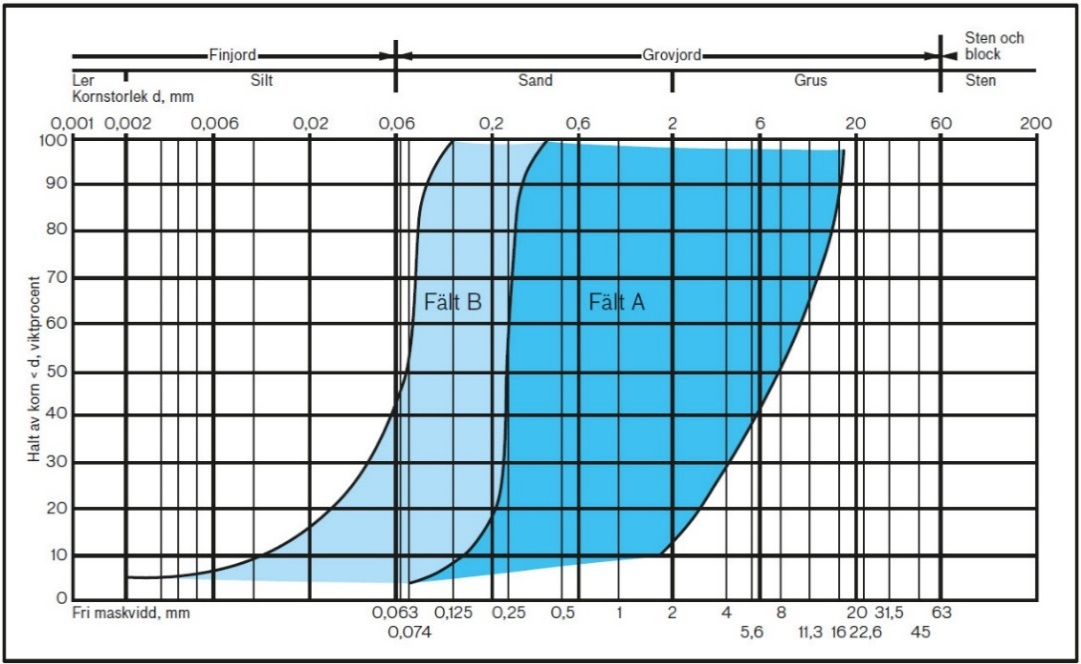 Finjord Grovjord Sten och block
Ler Silt Sand Grus Sten
Kornstorlek d, mm
0,001 0,002 0,006 0,02 0,06 0,2 0,6 2 6 20 60 200
100
90
80
70
Fält B Fält A
60
50
40
30
20
10
0
Halt av korn < d, viktprocent
Fri maskvidd, mm 0,063 0,125 0,25 0,5 1 2 4 8 20 31,5 63
0,074 5,6 11,3 16 22,6 45